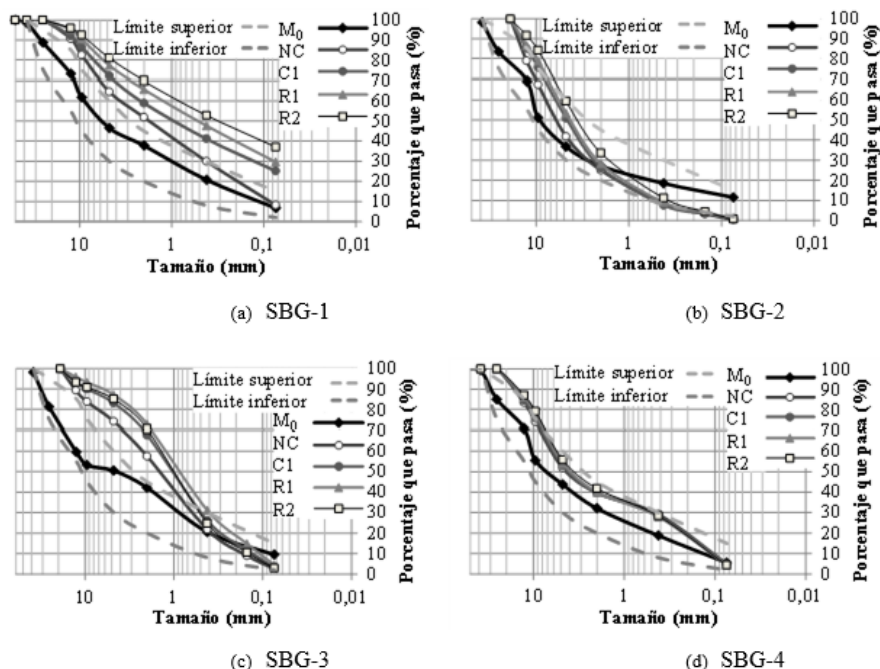 Límite superior
Límite inferior
M0
NC
C1
R1
R2
100
90
80
70
60
50
40
30
20
10
0
Porcentaje que pasa (%)
10
1
0,1
0,01
Tamaño (mm)
(a) SBG-1
Límite superior
Límite inferior
M0
NC
C1
R1
R2
100
90
80
70
60
50
40
30
20
10
0
Porcentaje que pasa (%)
10
1
0,1
0,01
Tamaño (mm)
(b) SBG-2
Límite superior
Límite inferior
M0
NC
C1
R1
R2
100
90
80
70
60
50
40
30
20
10
0
Porcentaje que pasa (%)
10
1
0,1
0,01
Tamaño (mm)
(c) SBG-3
Límite superior
Límite inferior
M0
NC
C1
R1
R2
100
90
80
70
60
50
40
30
20
10
0
Porcentaje que pasa (%)
10
1
0,1
0,01
Tamaño (mm)
(d) SBG-4